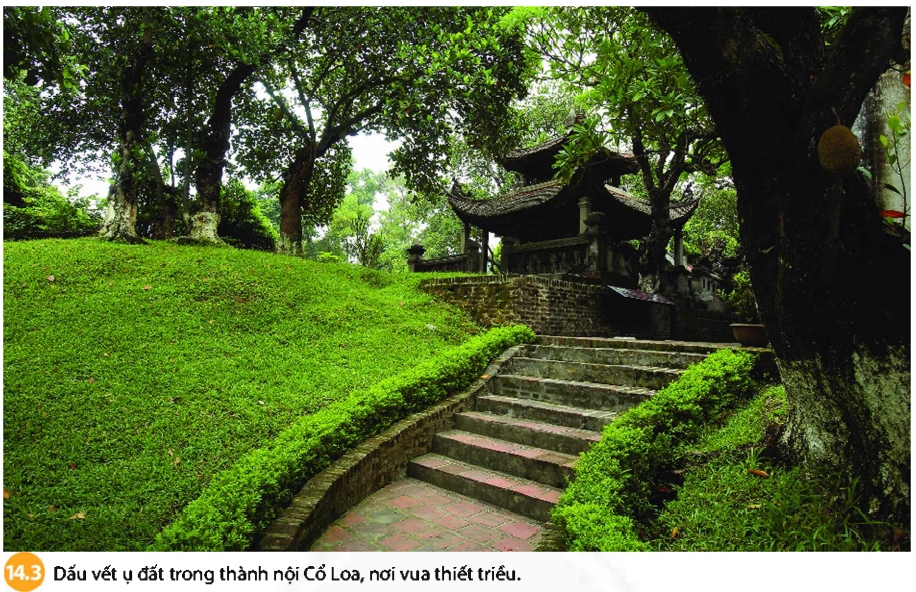 14.3 Dấu vết ụ đất trong thành nội Cổ Loa, nơi vua thiết triều.